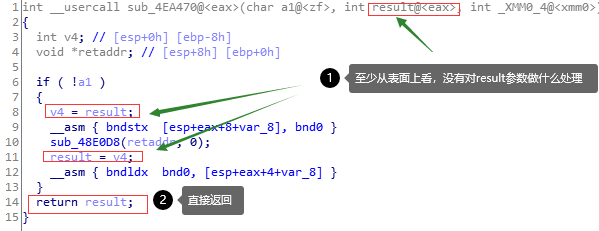 int __usercall sub_4EA470@<eax>(char a1@<zf>, int result@<eax>, int _XMM0_4@<xmm0>)
{
3 int v4; // [esp+0h] [ebp-8h]
4 void *retaddr; // [esp+8h] [ebp+0h]
5
6 if ( !a1 )
7 {
8 v4 = result;
9 __asm { bndstx [esp+eax+8+var_8], bnd0 }
10 sub_48E0D8(retaddr, 0);
11 result = v4;
12 __asm { bndldx bnd0, [esp+eax+4+var_8] }
13 }
14 return result;
15 }
1 至少从表面上看，没有对result参数做什么处理
2 直接返回